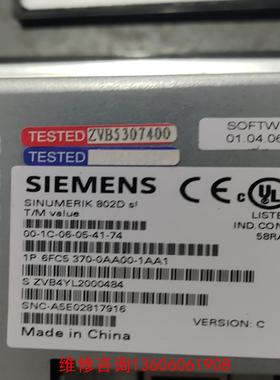 TESTED ZVB5307400
TESTED
SOFTW
01.04.06
SIEMENS
SINUMERIK 802D sl
T/M value
00-1C-06-05-41-74
LISTE
IND.CON
58RA
1P 6FC5 370-0AA00-1AA1
S ZVB4YL2000484
SNC-A5E02817916
VERSION: C
Made in China
维修咨询13606061908